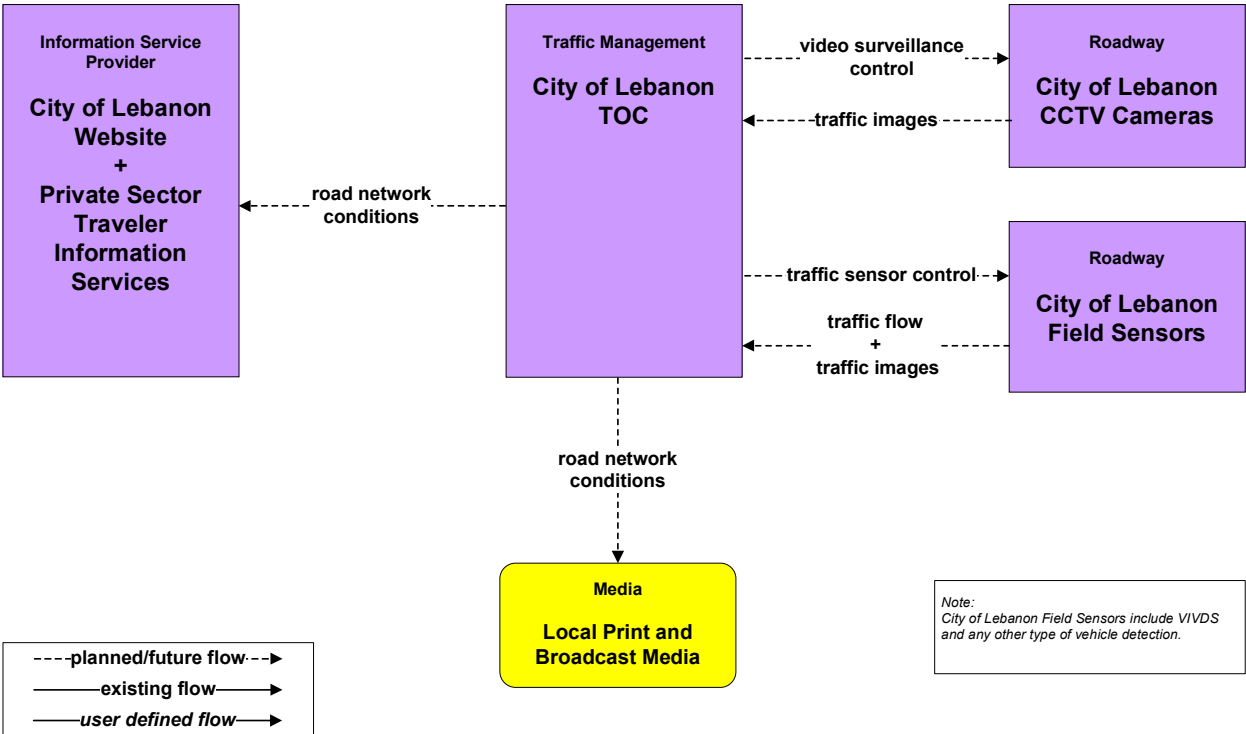 Information Service
Provider
City of Lebanon
Website
+
Private Sector
Traveler
Information
Services
road network
conditions
Traffic Management
City of Lebanon
TOC
video surveillance
control
traffic images
Roadway
City of Lebanon
CCTV Cameras
traffic sensor control
traffic flow
+
traffic images
Roadway
City of Lebanon
Field Sensors
road network
conditions
Media
Local Print and
Broadcast Media
Note:
City of Lebanon Field Sensors include VIVDS
and any other type of vehicle detection.
planned/future flow
existing flow
user defined flow